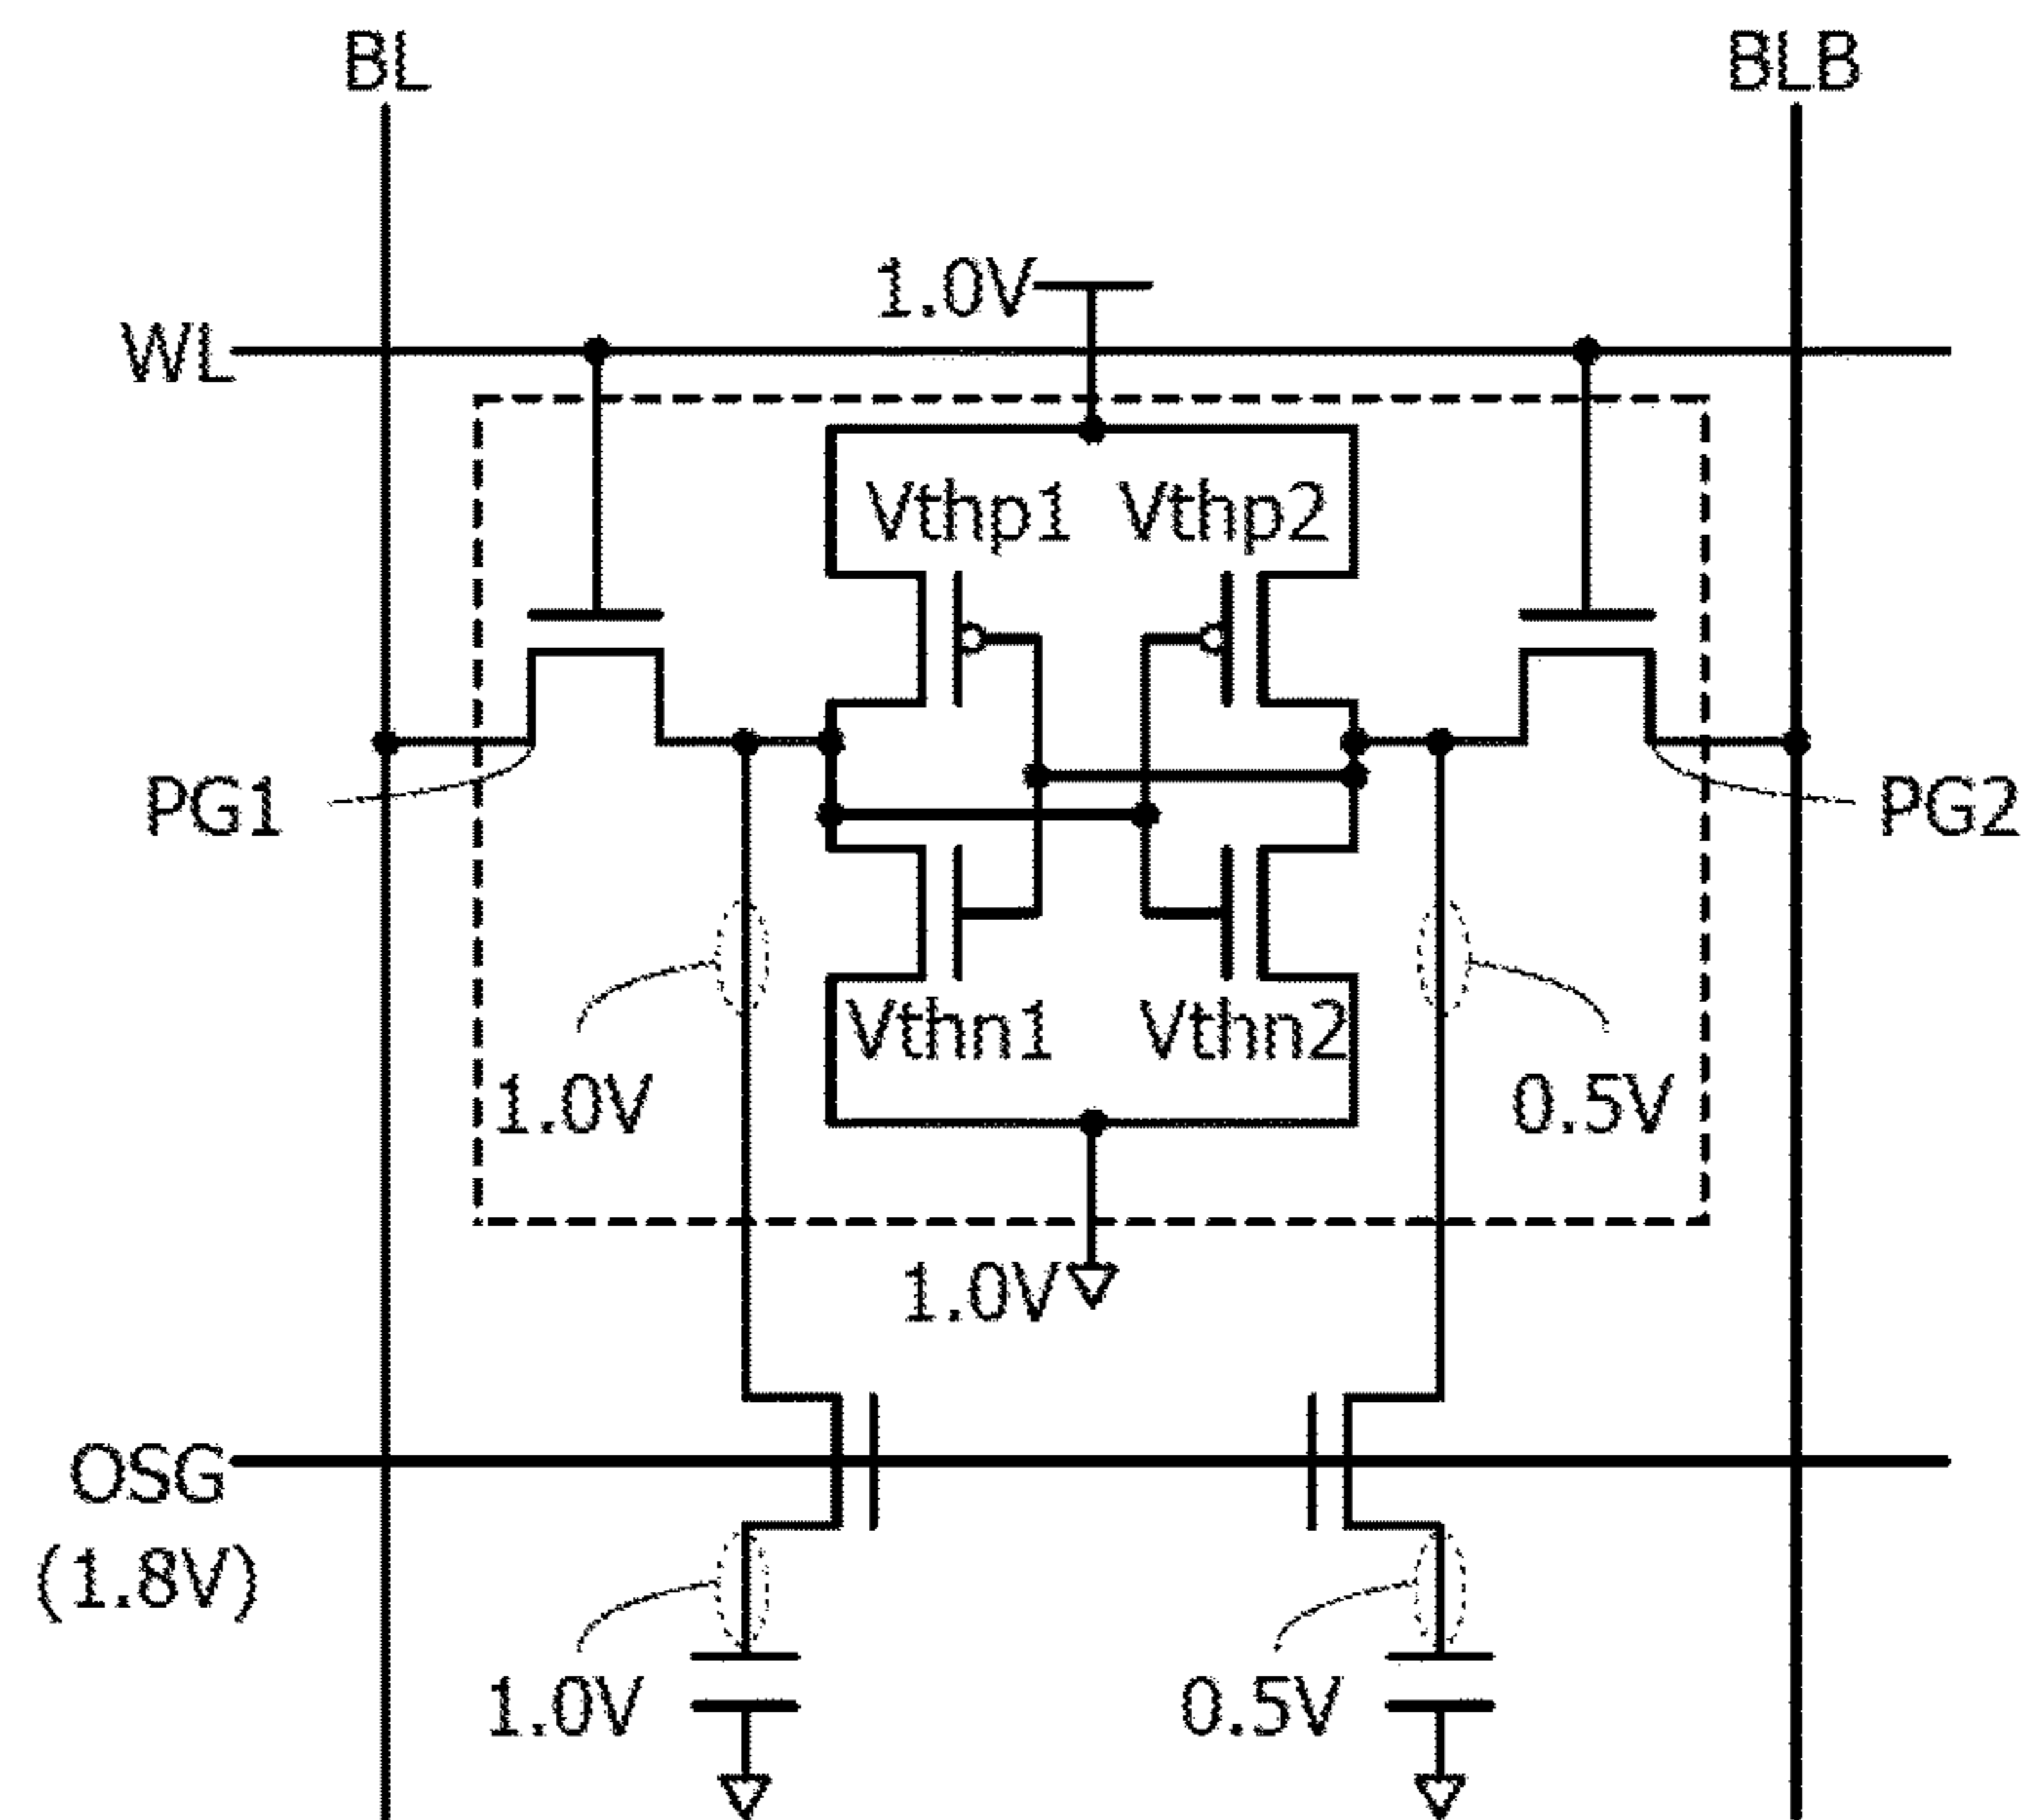 BL
BLB
1.0V
WL
Vthp1
Vthp2
PG1
PG2
Vthn1
Vthn2
1.0V
0.5V
1.0V
OSG
(1.8V)
1.0V
0.5V